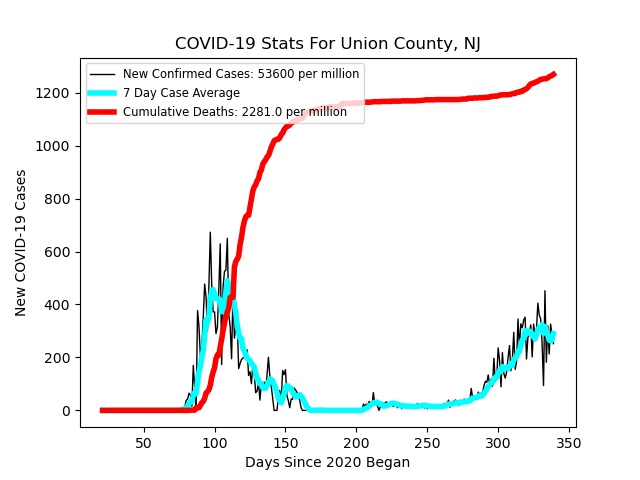 COVID-19 Stats For Union County, NJ
New Confirmed Cases: 53600 per million
7 Day Case Average
Cumulative Deaths: 2281.0 per million
New COVID-19 Cases
1200
1000
800
600
400
200
0
50 100 150 200 250 300 350
Days Since 2020 Began